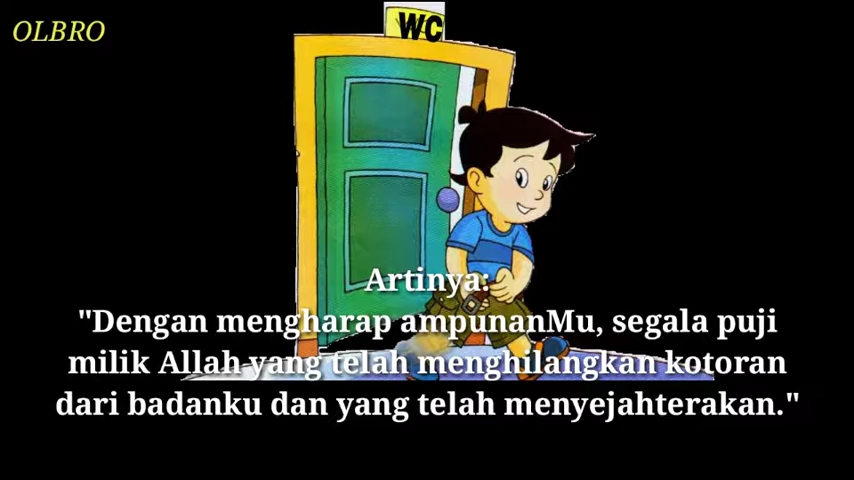 OLBRO
WC
Artinya:
"Dengan mengharap ampunanMu, segala puji
milik Allah yang telah menghilangkan kotoran
dari badanku dan yang telah menyejahterakan."